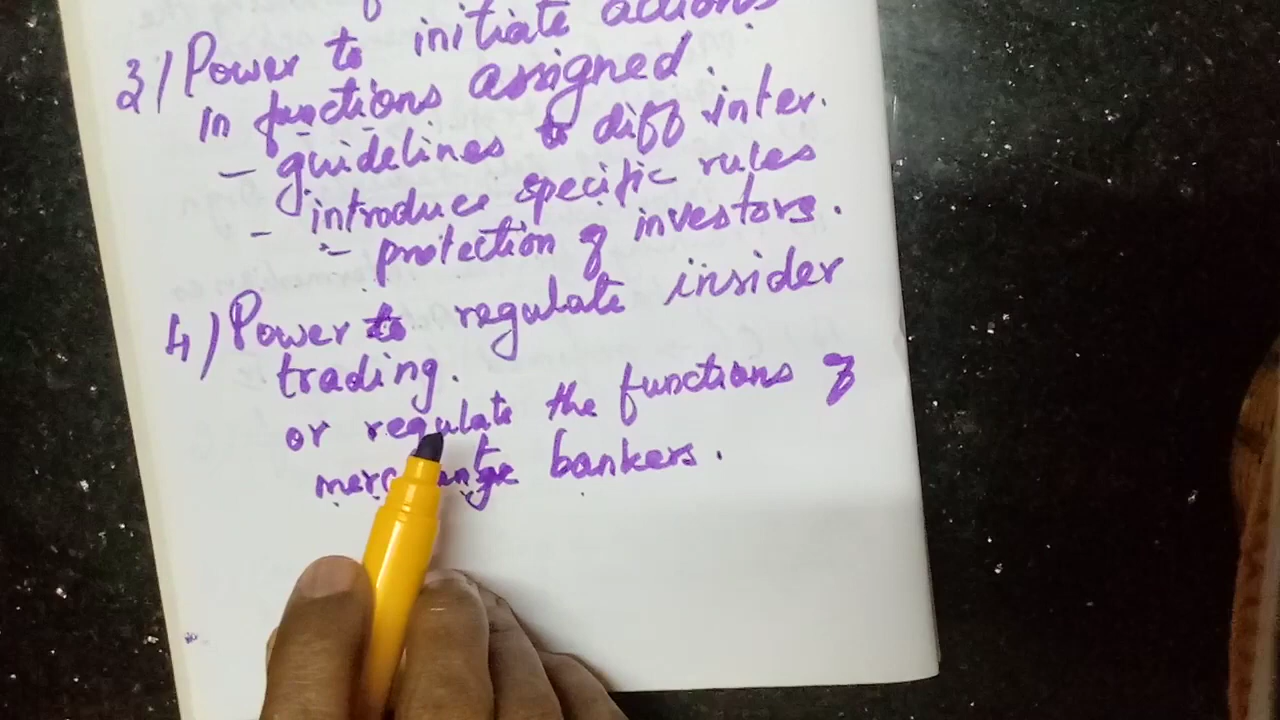 3) Power to initiate actions
in functions assigned.
- guidelines to diff inter.
- introduce specific rules
- protection of investors.
4) Power to regulate insider
trading.
or regulate the functions of
bankers.